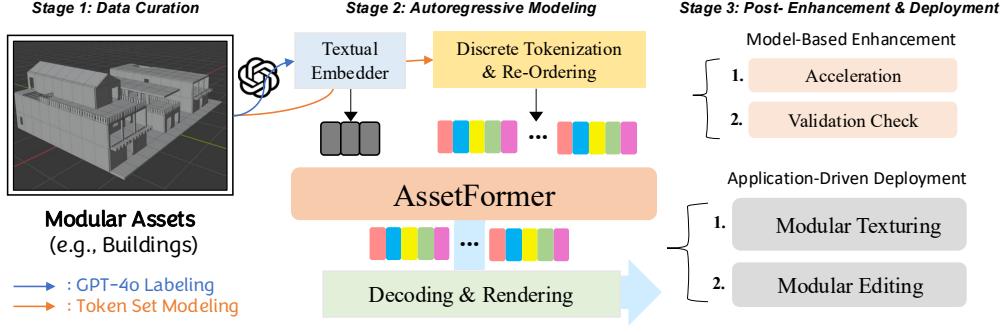 Stage 1: Data Curation
Stage 2: Autoregressive Modeling
Stage 3: Post- Enhancement & Deployment
Textual
Embedder
Discrete Tokenization
& Re-Ordering
...
AssetFormer
...
Decoding & Rendering
Modular Assets
(e.g., Buildings)
: GPT-4o Labeling
: Token Set Modeling
Model-Based Enhancement
1. Acceleration
2. Validation Check
Application-Driven Deployment
1. Modular Texturing
2. Modular Editing